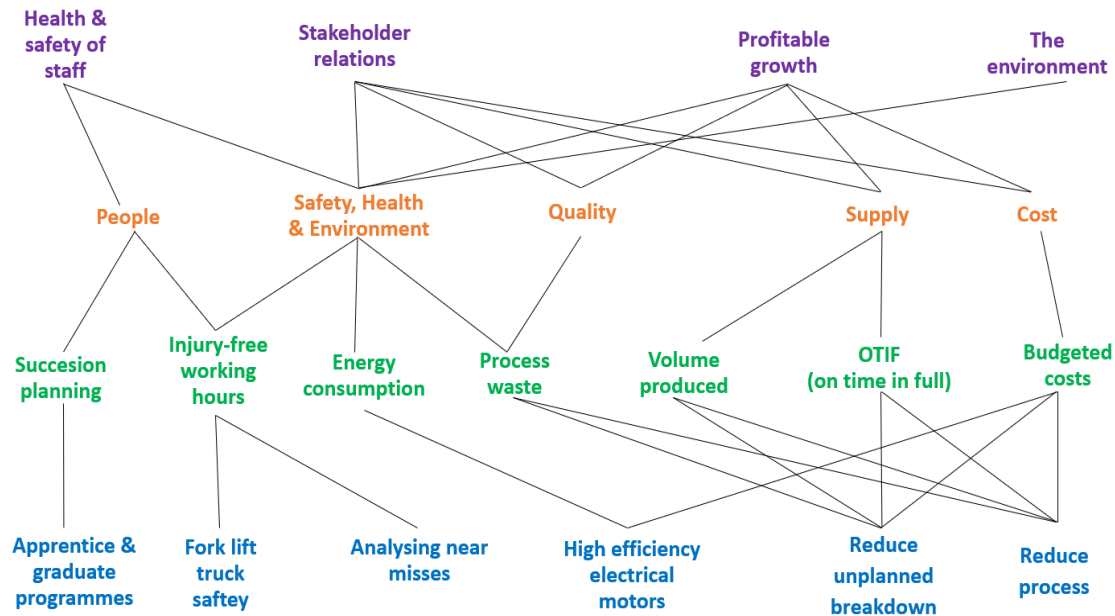 Health &
safety of
staff
Stakeholder
relations
Profitable
growth
The
environment
People
Safety, Health
& Environment
Quality
Supply
Cost
Succesion
planning
Injury-free
working
hours
Energy
consumption
Process
waste
Volume
produced
OTIF
(on time in full)
Budgeted
costs
Apprentice &
graduate
programmes
Fork lift
truck
saftey
Analysing near
misses
High efficiency
electrical
motors
Reduce
unplanned
breakdown
Reduce
process